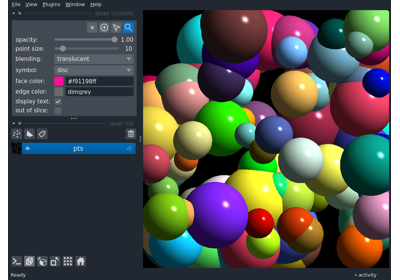 File View Plugins Window Help
layer controls
opacity: 1.00
point size: 10
blending: translucent
symbol: disc
face color: #f91198ff
edge color: dimgrey
display text:
out of slice:
layer list
pts
Ready activity